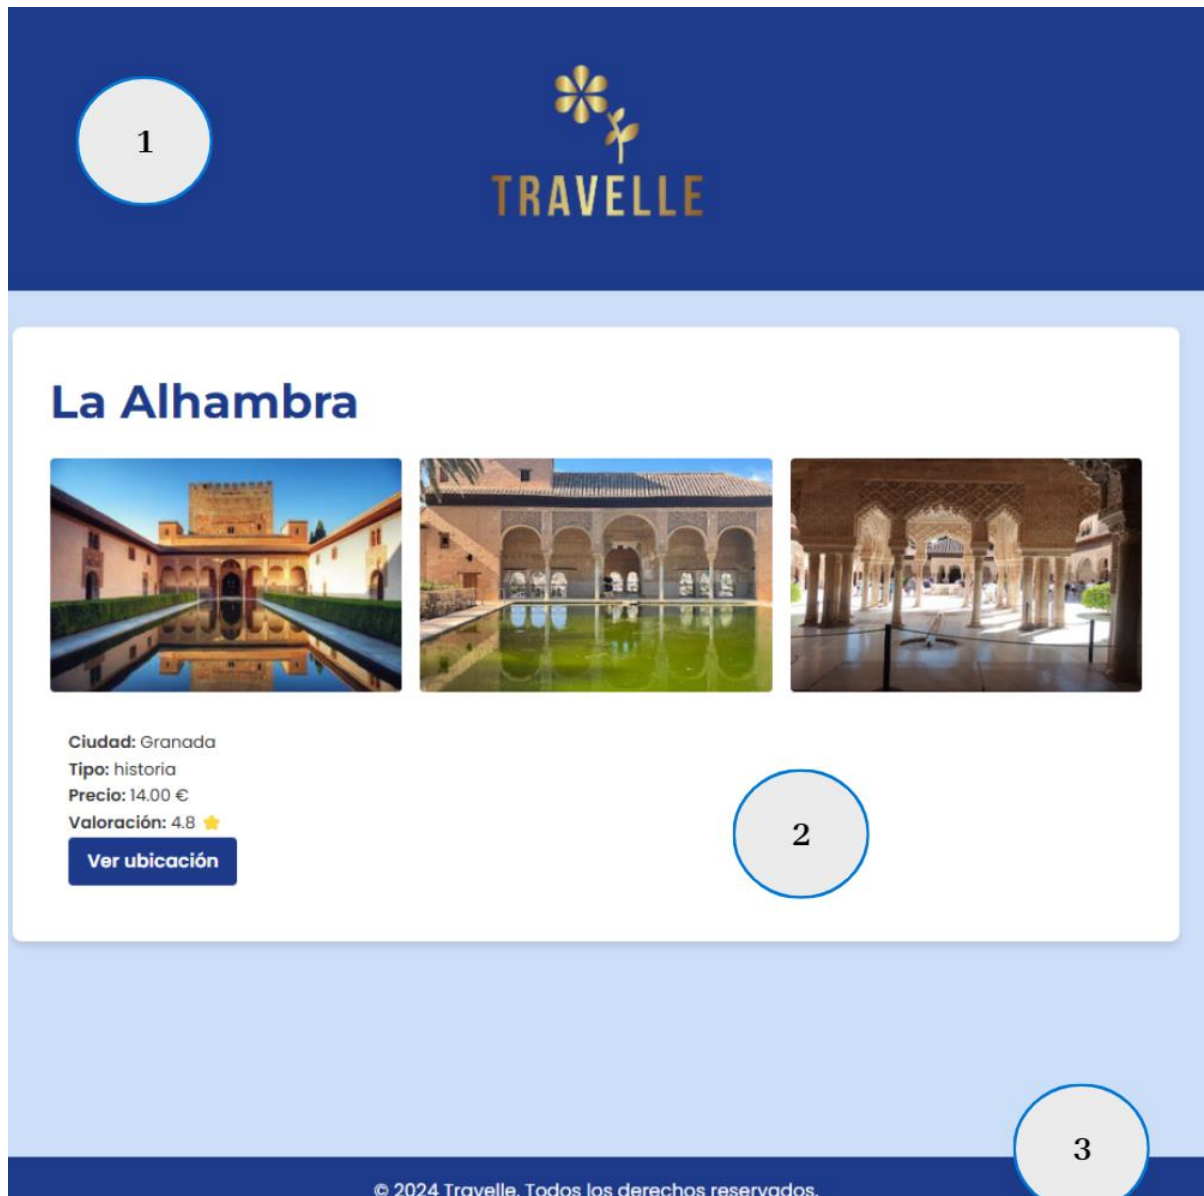 1
TRAVELLE
La Alhambra
Ciudad: Granada
Tipo: historia
Precio: 14.00 €
Valoración: 4.8
Ver ubicación
2
3
© 2024 Travelle. Todos los derechos reservados.